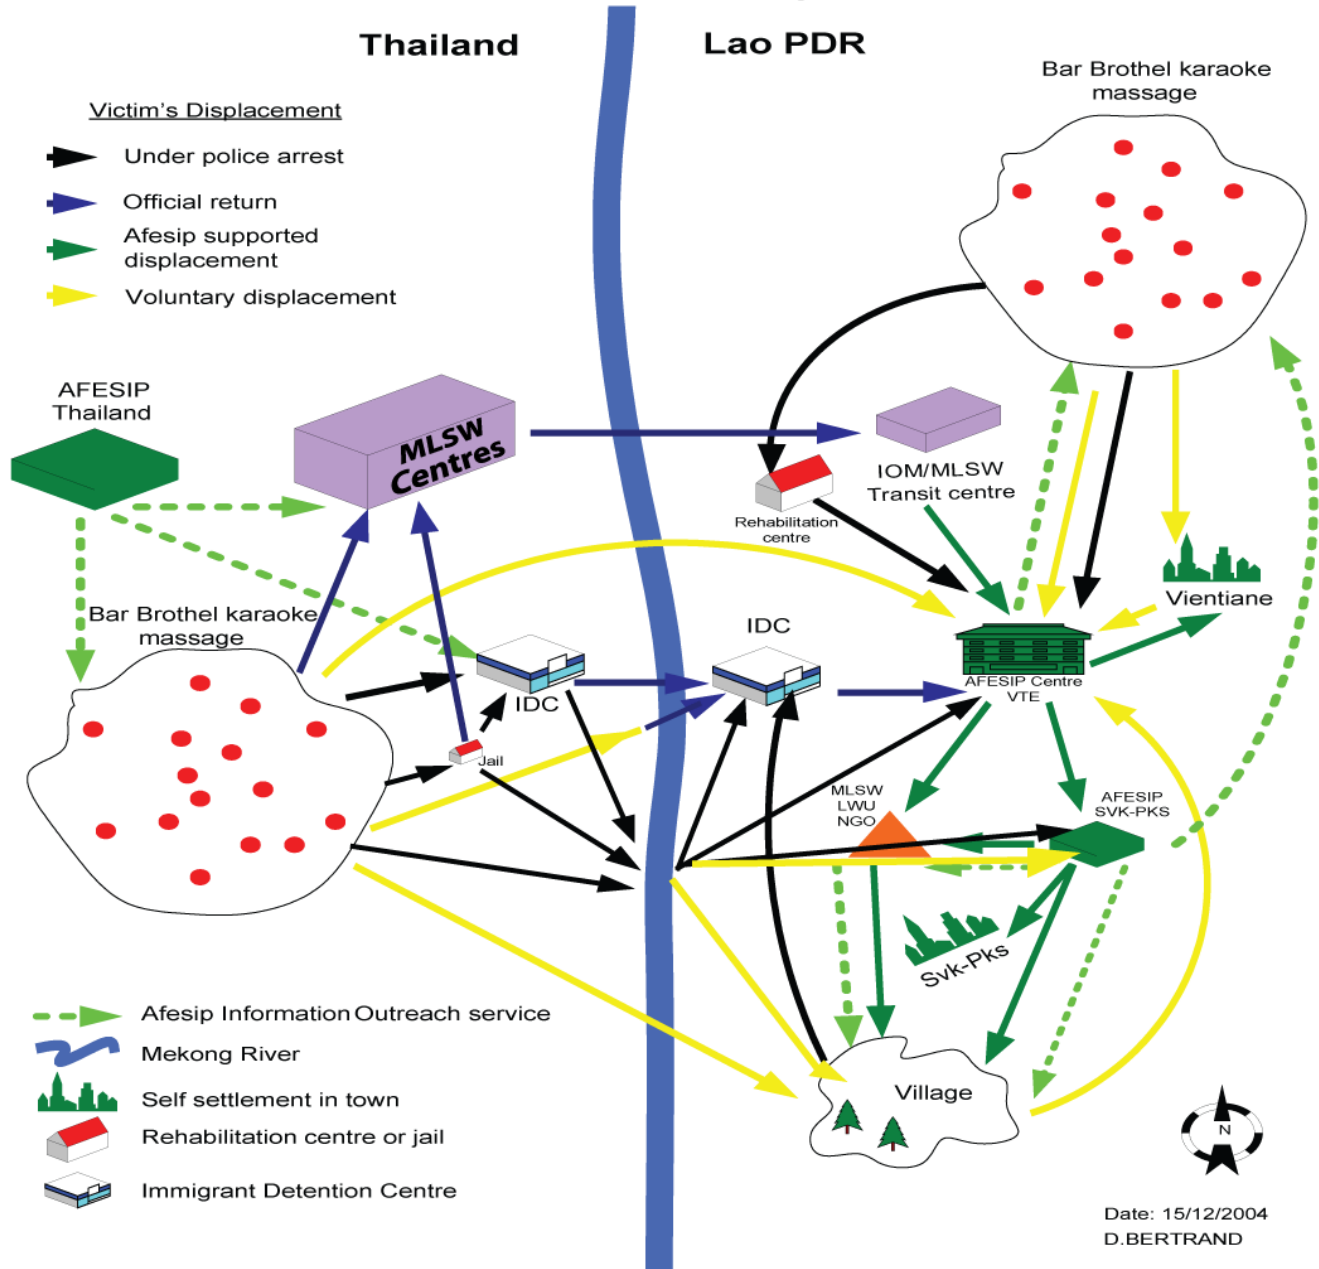 Thailand
Lao PDR
Bar Brothel karaoke
massage
Victim's Displacement
Under police arrest
Official return
Afesip supported
displacement
Voluntary displacement
AFESIP
Thailand
MLSW
Centres
IOM/MLSW
Transit centre
Rehabilitation
centre
Vientiane
Bar Brothel karaoke
massage
IDC
IDC
AFESIP Centre
VTE
Jail
MLSW
LWU
NGO
AFESIP
SVK-PKS
Svk-Pks
Village
Afesip Information Outreach service
Mekong River
Self settlement in town
Rehabilitation centre or jail
Immigrant Detention Centre
N
Date: 15/12/2004
D.BERTRAND